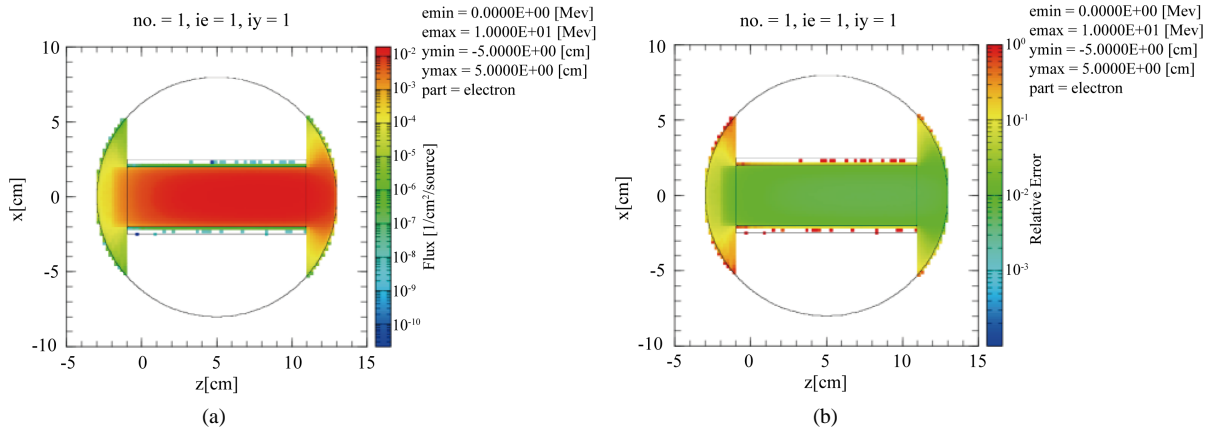 no. = 1, ie = 1, iy = 1
emin = 0.0000E+00 [Mev]
emax = 1.0000E+01 [Mev]
ymin = -5.0000E+00 [cm]
ymax = 5.0000E+00 [cm]
part = electron
10
5
0
-5
-10
x[cm]
-5
0
5
10
15
z[cm]
10-2
10-3
10-4
10-5
10-6
10-7
10-8
10-9
10-10
Flux [1/cm2/source]
(a)
no. = 1, ie = 1, iy = 1
emin = 0.0000E+00 [Mev]
emax = 1.0000E+01 [Mev]
ymin = -5.0000E+00 [cm]
ymax = 5.0000E+00 [cm]
part = electron
10
5
0
-5
-10
x[cm]
-5
0
5
10
15
z[cm]
100
10-1
10-2
10-3
Relative Error
(b)